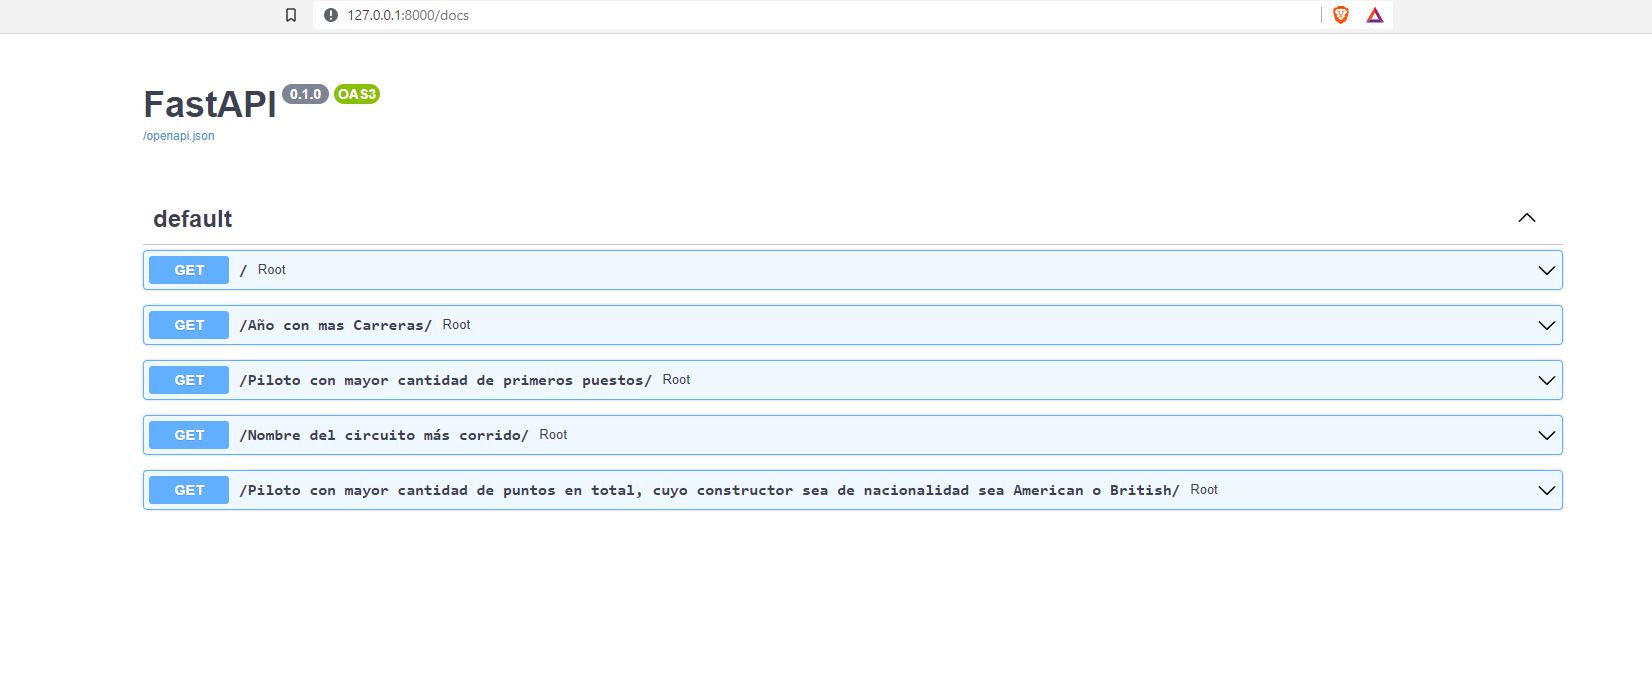 127.0.0.1:8000/docs
FastAPI 0.1.0 OAS3
/openapi.json
default
GET / Root
GET /Año con mas Carreras/ Root
GET /Piloto con mayor cantidad de primeros puestos/ Root
GET /Nombre del circuito más corrido/ Root
GET /Piloto con mayor cantidad de puntos en total, cuyo constructor sea de nacionalidad sea American o British/ Root